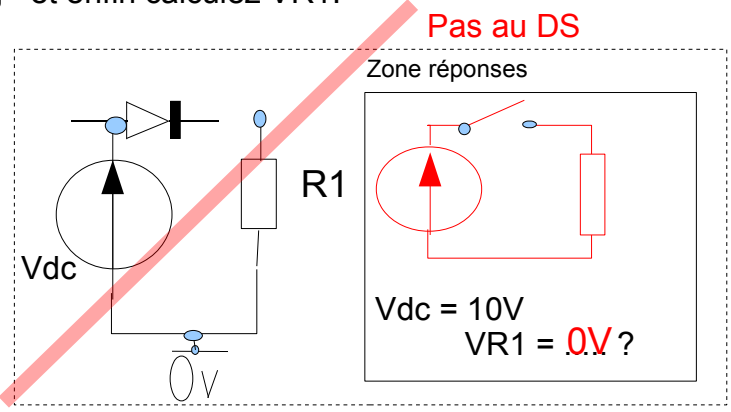 et enfin calculez VR1.
Pas au DS
Zone réponses
R1
Vdc
Vdc = 10V
VR1 = 0V ?
0V